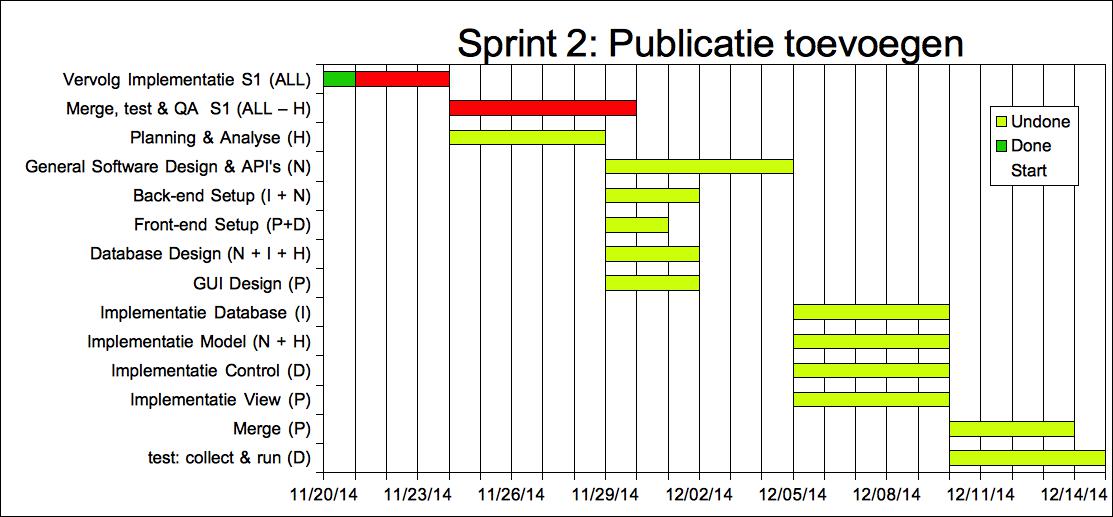 Sprint 2: Publicatie toevoegen
Vervolg Implementatie S1 (ALL)
Merge, test & QA  S1 (ALL – H)
Planning & Analyse (H)
General Software Design & API's (N)
Back-end Setup (I + N)
Front-end Setup (P+D)
Database Design (N + I + H)
GUI Design (P)
Implementatie Database (I)
Implementatie Model (N + H)
Implementatie Control (D)
Implementatie View (P)
Merge (P)
test: collect & run (D)
Undone
Done
Start
11/20/14 11/23/14 11/26/14 11/29/14 12/02/14 12/05/14 12/08/14 12/11/14 12/14/14